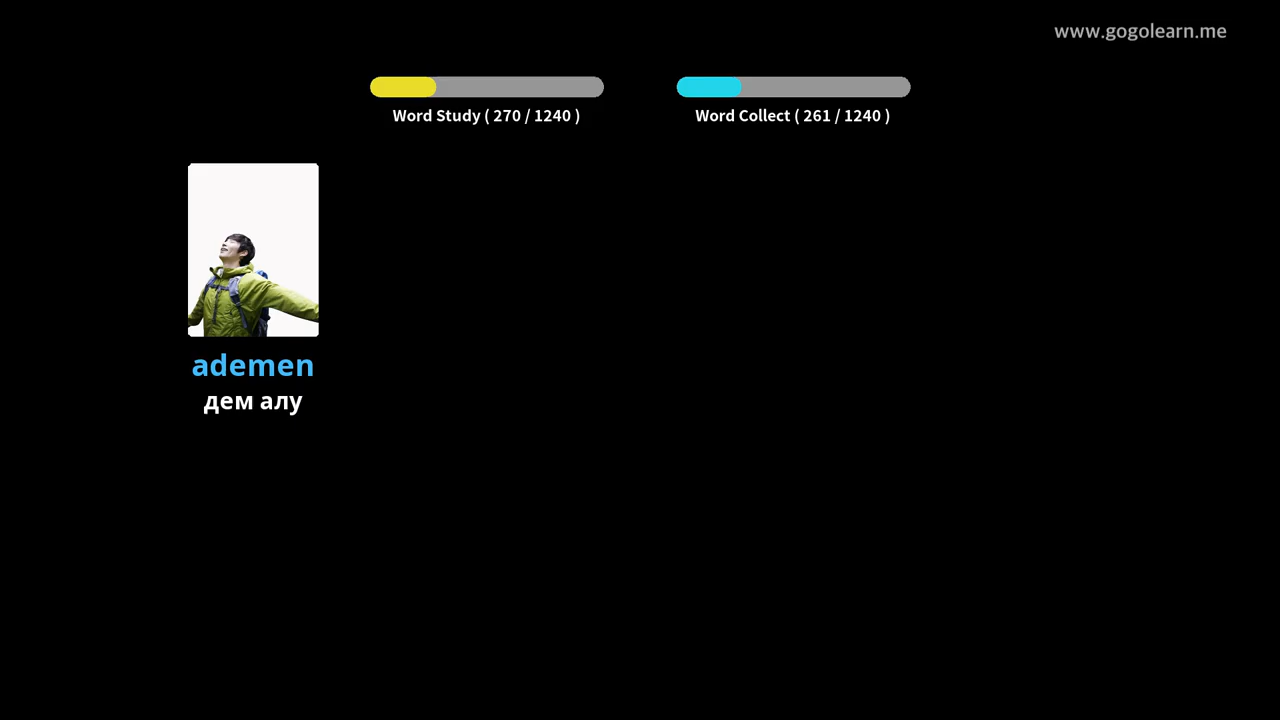 www.gogolearn.me
Word Study ( 270 / 1240 )
Word Collect ( 261 / 1240 )
ademen
дем алу